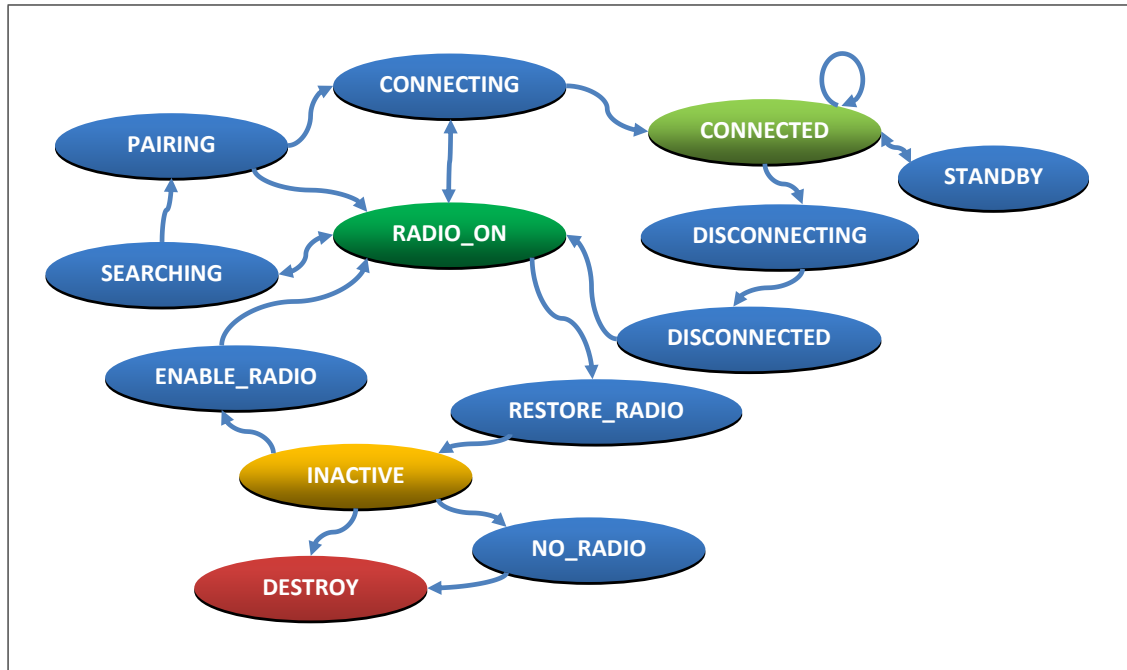 CONNECTING
CONNECTED
PAIRING
STANDBY
RADIO_ON
DISCONNECTING
SEARCHING
DISCONNECTED
ENABLE_RADIO
RESTORE_RADIO
INACTIVE
NO_RADIO
DESTROY